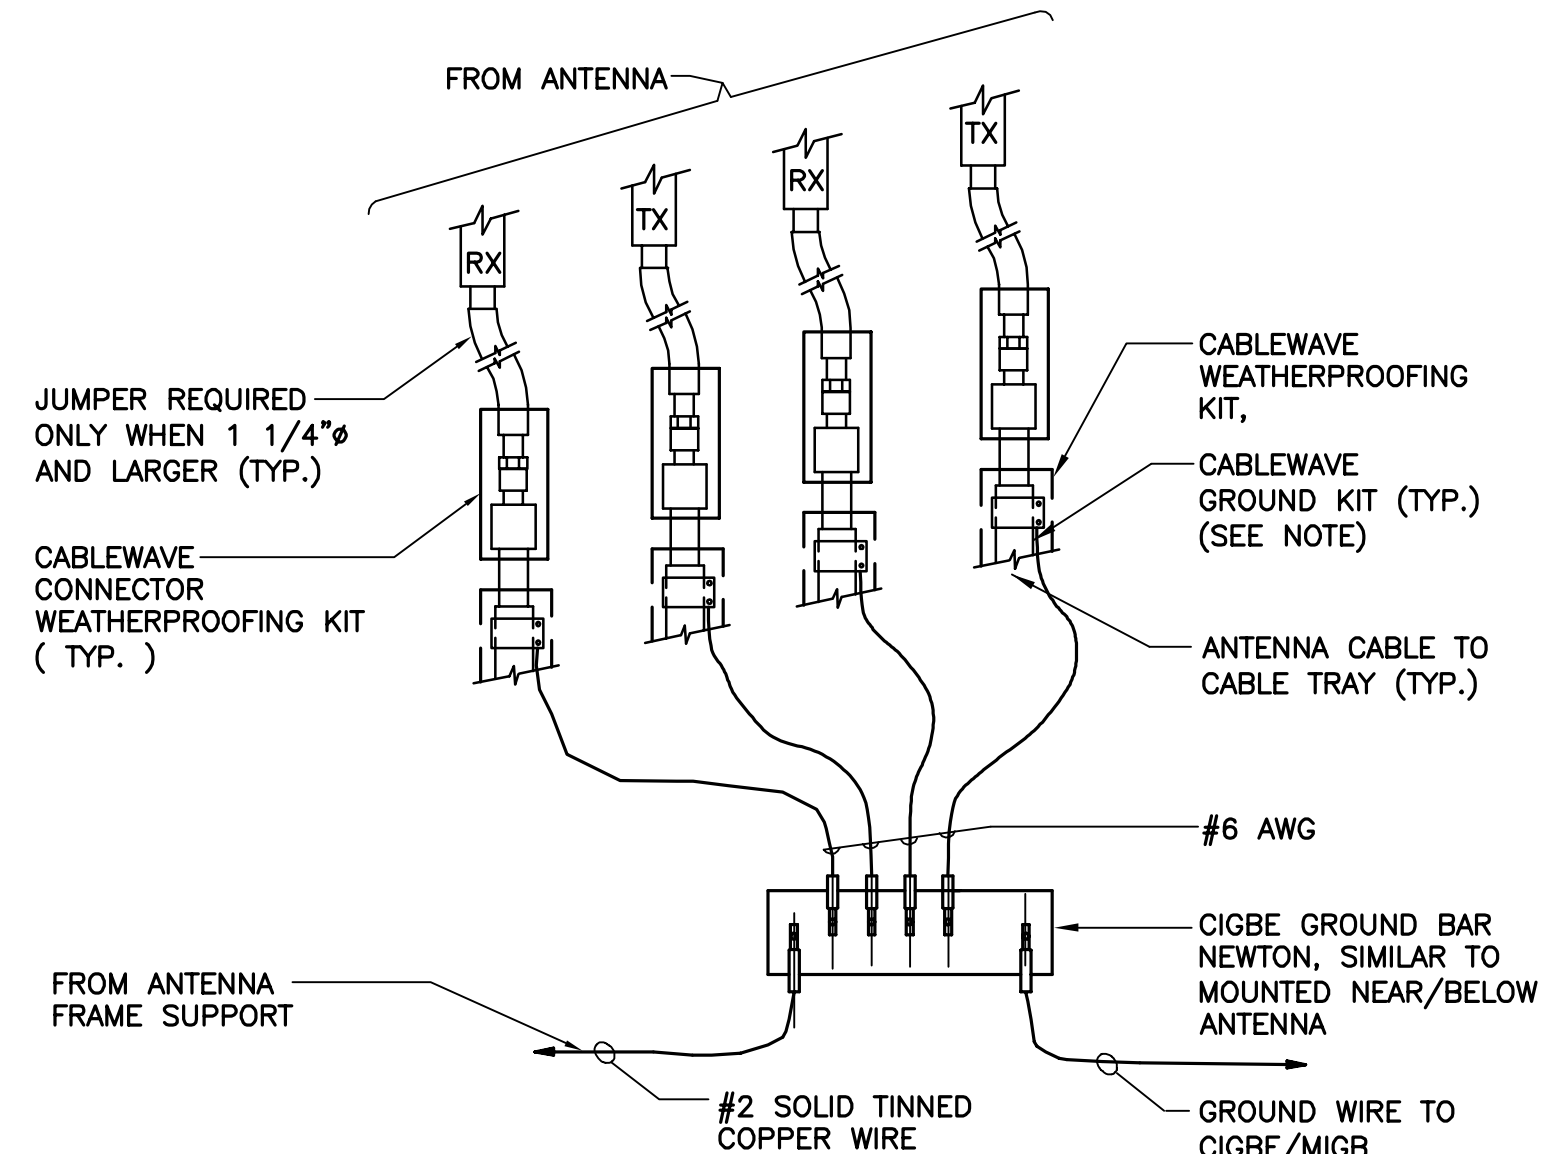 FROM ANTENNA
TX
RX
TX
RX
JUMPER REQUIRED
ONLY WHEN 1 1/4"ø
AND LARGER (TYP.)
CABLEWAVE
CONNECTOR
WEATHERPROOFING KIT
( TYP. )
CABLEWAVE
WEATHERPROOFING
KIT,
CABLEWAVE
GROUND KIT (TYP.)
(SEE NOTE)
ANTENNA CABLE TO
CABLE TRAY (TYP.)
#6 AWG
CIGBE GROUND BAR
NEWTON, SIMILAR TO
MOUNTED NEAR/BELOW
ANTENNA
FROM ANTENNA
FRAME SUPPORT
#2 SOLID TINNED
COPPER WIRE
GROUND WIRE TO
CIGBE/MIGB